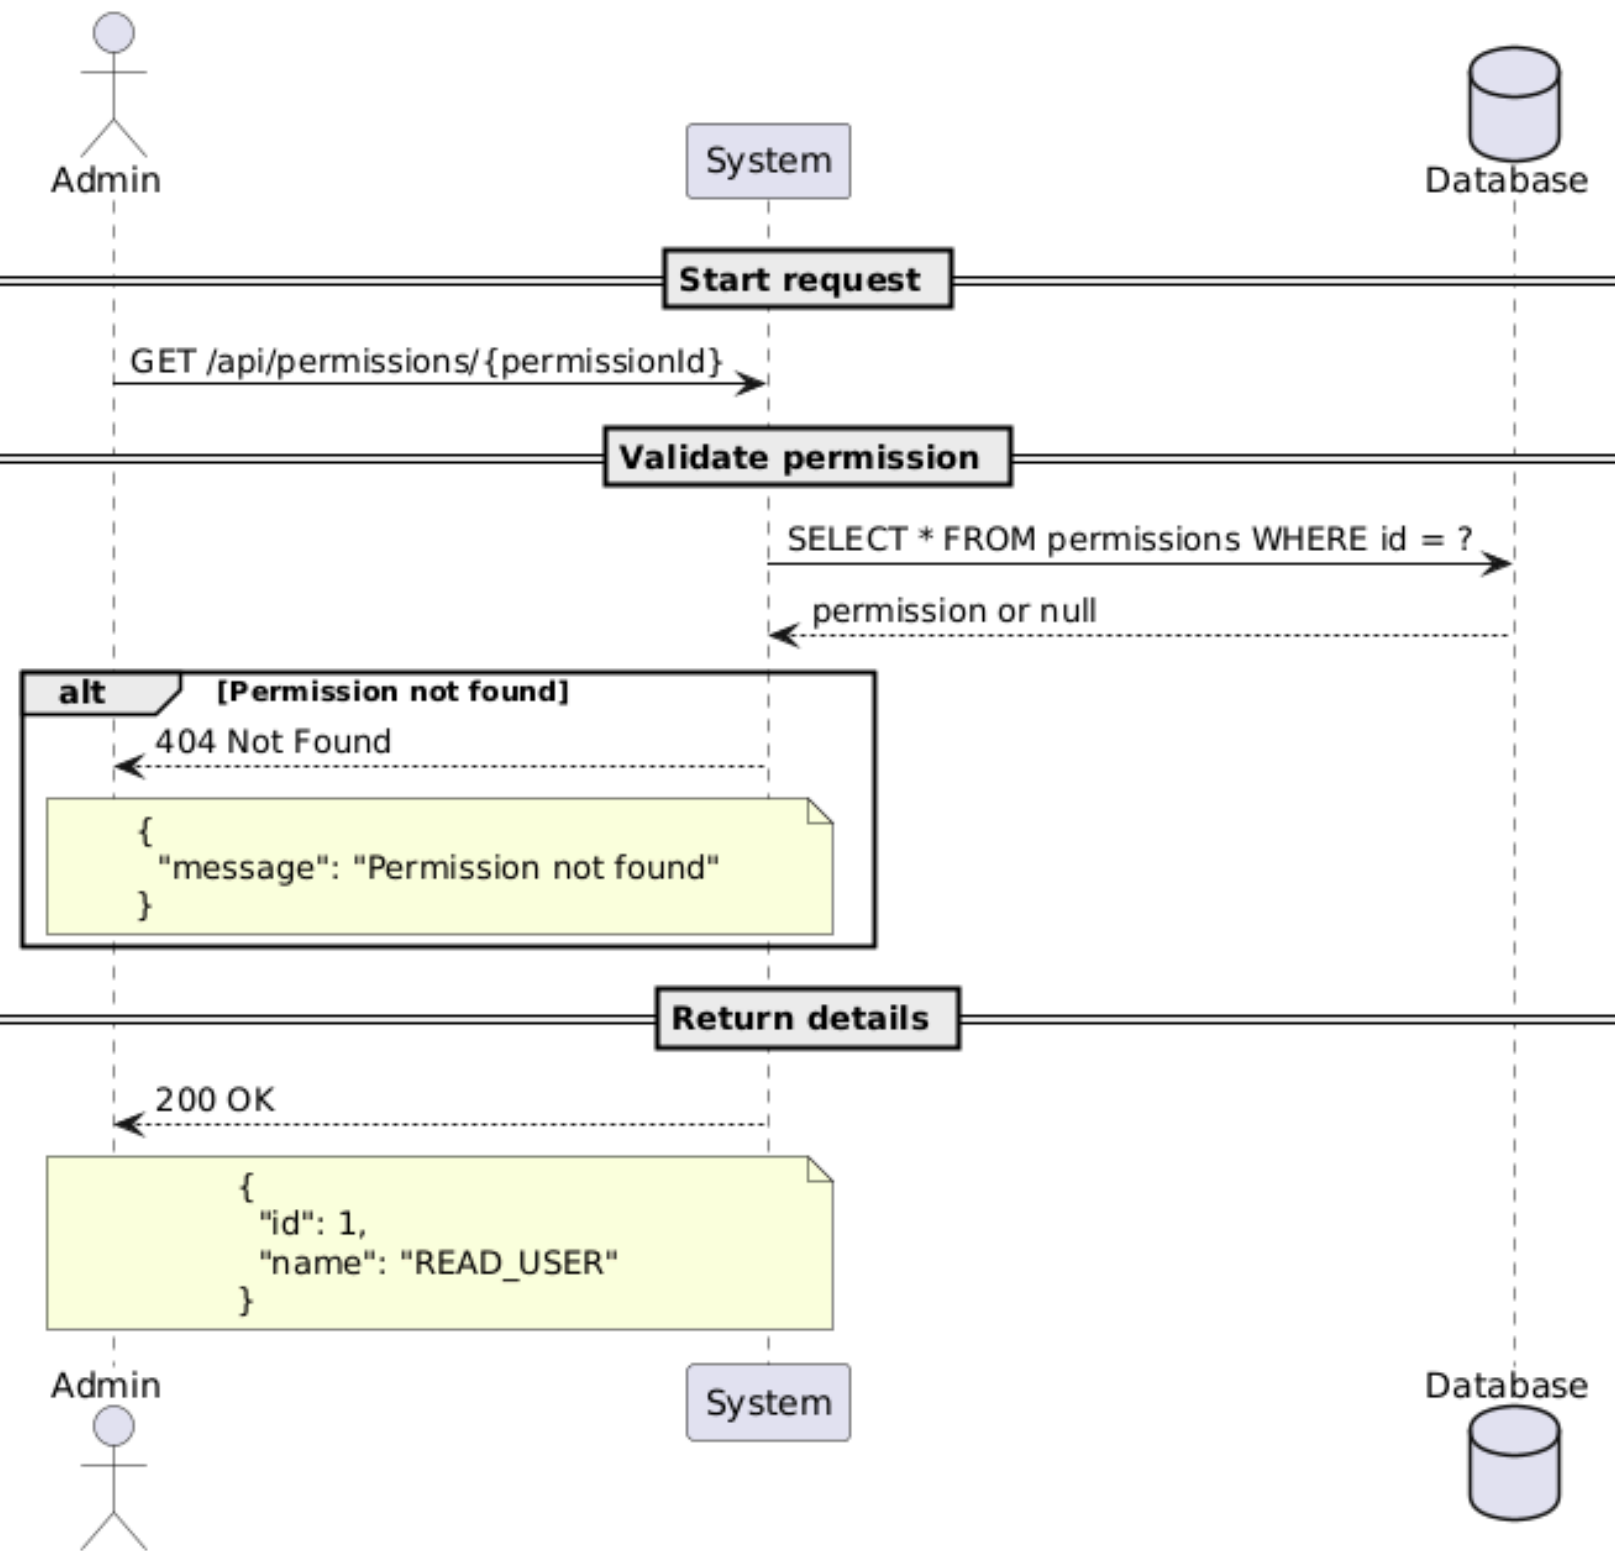 Admin
System
Database
Start request
GET /api/permissions/{permissionId}
Validate permission
SELECT * FROM permissions WHERE id = ?
permission or null
alt [Permission not found]
404 Not Found
{
"message": "Permission not found"
}
Return details
200 OK
{
"id": 1,
"name": "READ_USER"
}
Admin
System
Database